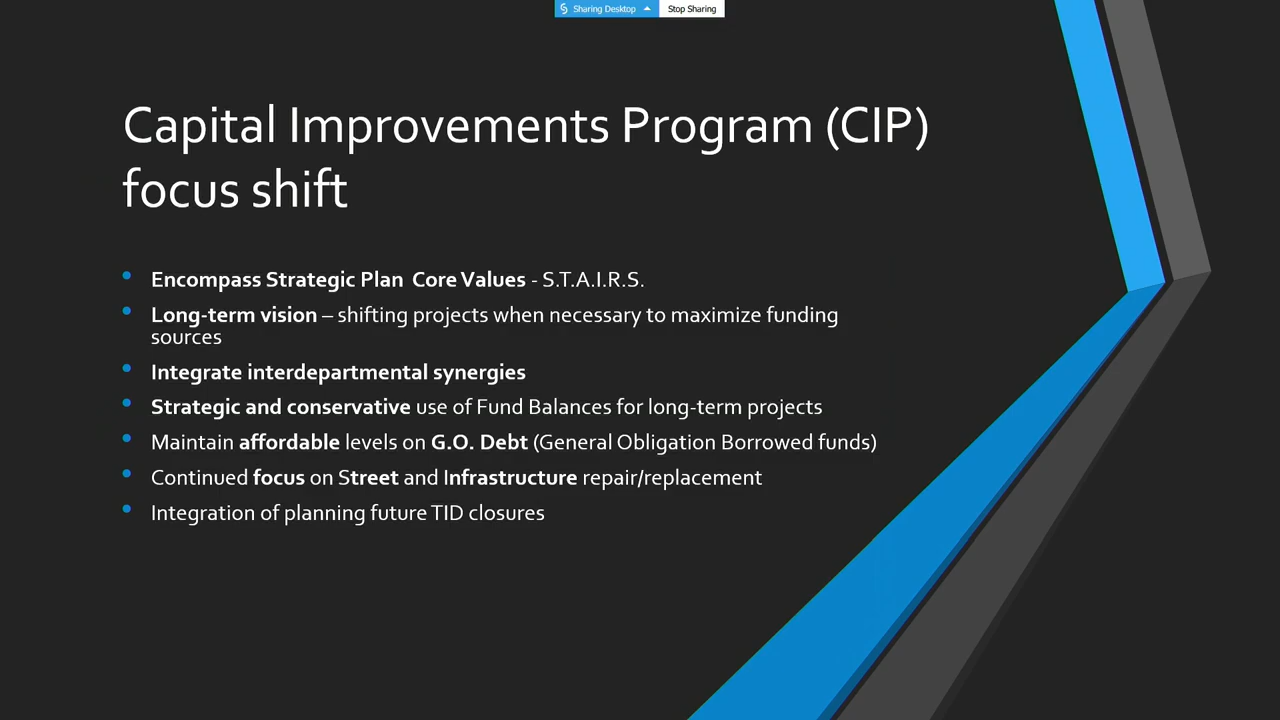 Sharing Desktop Stop Sharing
Capital Improvements Program (CIP)
focus shift
• Encompass Strategic Plan  Core Values - S.T.A.I.R.S.
• Long-term vision – shifting projects when necessary to maximize funding
sources
• Integrate interdepartmental synergies
• Strategic and conservative use of Fund Balances for long-term projects
• Maintain affordable levels on G.O. Debt (General Obligation Borrowed funds)
• Continued focus on Street and Infrastructure repair/replacement
• Integration of planning future TID closures